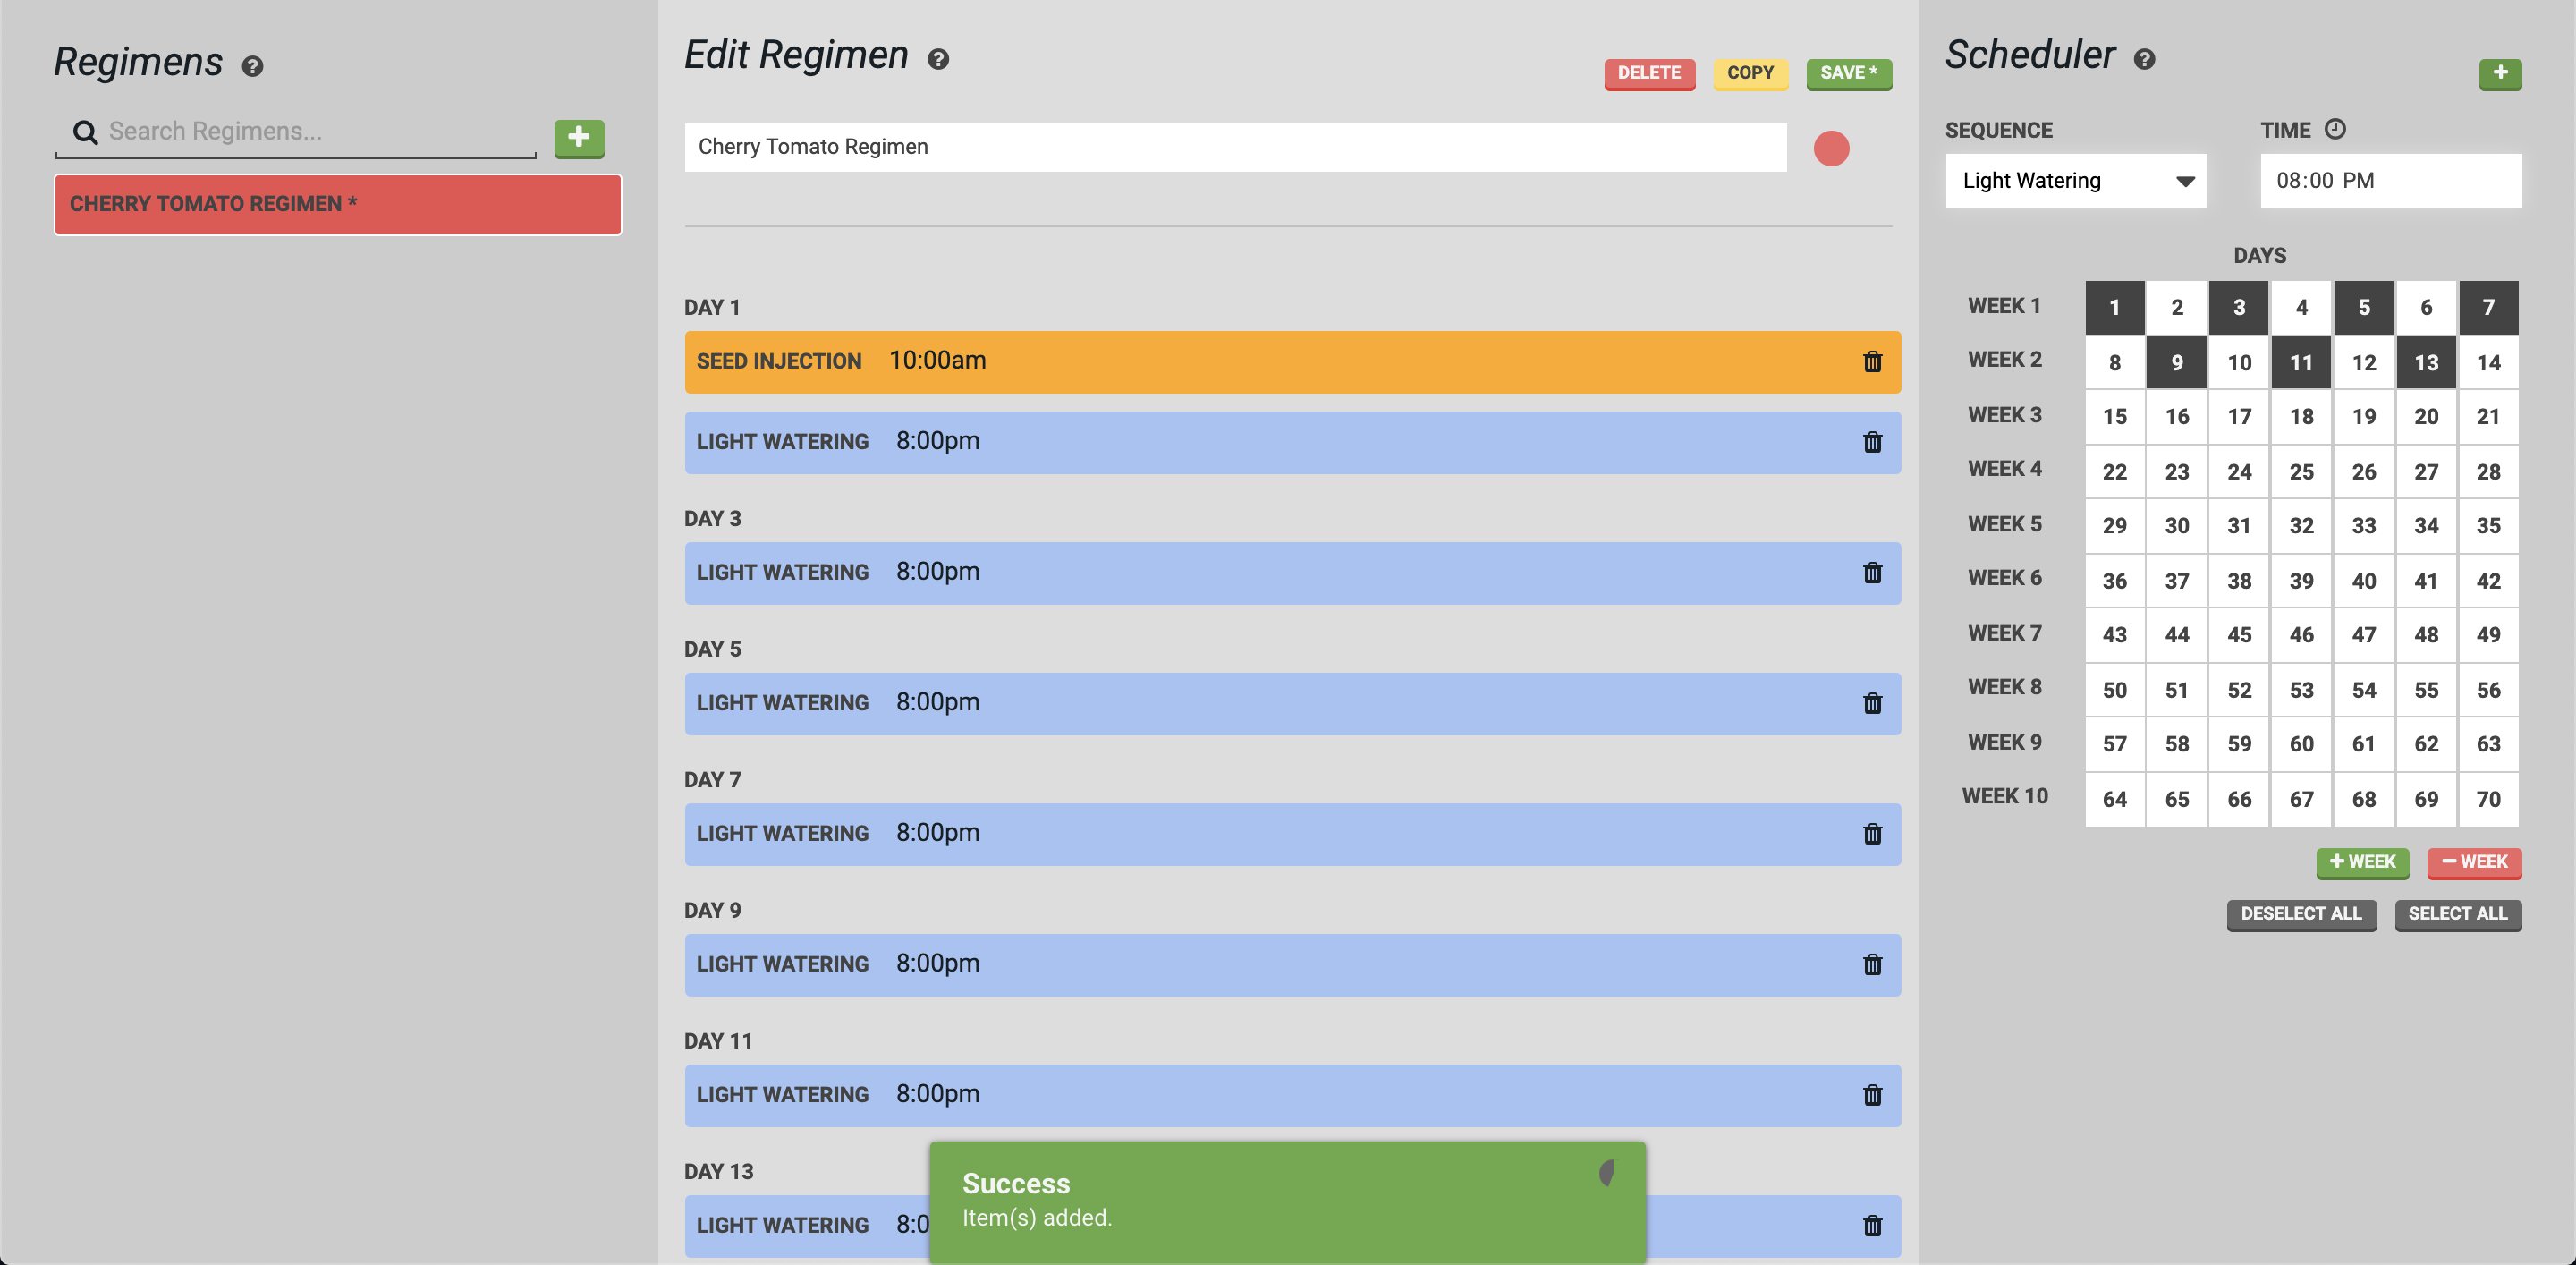 Regimens
Search Regimens...
CHERRY TOMATO REGIMEN *
Edit Regimen
DELETE
COPY
SAVE *
Cherry Tomato Regimen
DAY 1
SEED INJECTION 10:00am
LIGHT WATERING 8:00pm
DAY 3
LIGHT WATERING 8:00pm
DAY 5
LIGHT WATERING 8:00pm
DAY 7
LIGHT WATERING 8:00pm
DAY 9
LIGHT WATERING 8:00pm
DAY 11
LIGHT WATERING 8:00pm
DAY 13
LIGHT WATERING 8:0
Success
Item(s) added.
Scheduler
+
SEQUENCE
TIME
Light Watering
08:00 PM
DAYS
WEEK 1 1 2 3 4 5 6 7
WEEK 2 8 9 10 11 12 13 14
WEEK 3 15 16 17 18 19 20 21
WEEK 4 22 23 24 25 26 27 28
WEEK 5 29 30 31 32 33 34 35
WEEK 6 36 37 38 39 40 41 42
WEEK 7 43 44 45 46 47 48 49
WEEK 8 50 51 52 53 54 55 56
WEEK 9 57 58 59 60 61 62 63
WEEK 10 64 65 66 67 68 69 70
+ WEEK
− WEEK
DESELECT ALL
SELECT ALL